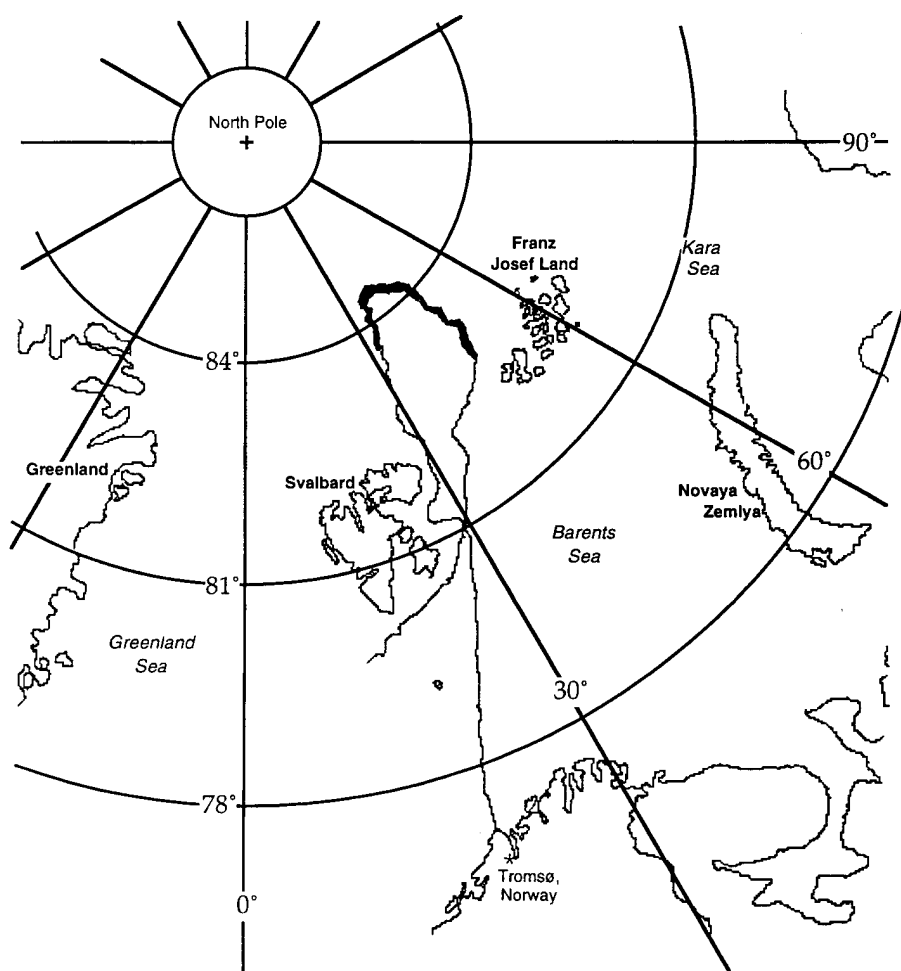 North Pole
90°
Franz
Josef Land
Kara
Sea
84°
60°
Greenland
Svalbard
Novaya
Zemlya
Barents
Sea
81°
Greenland
Sea
30°
78°
Tromsø,
Norway
0°